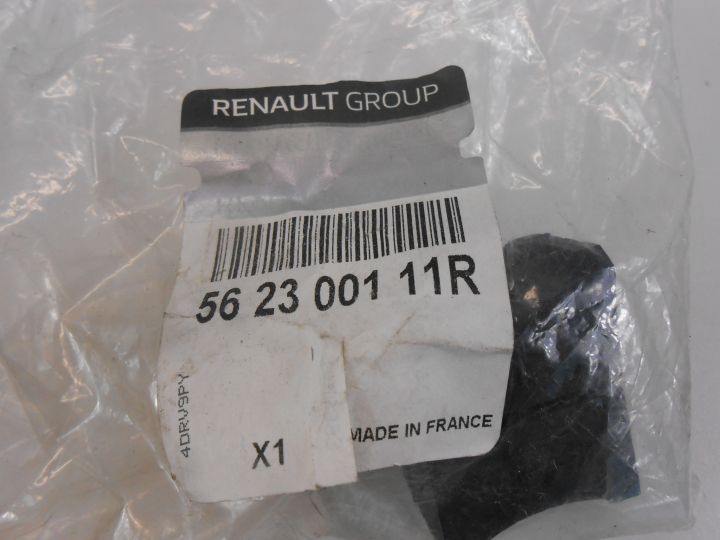 RENAULT GROUP
56 23 001 11R
4DRV9PY
X1
MADE IN FRANCE